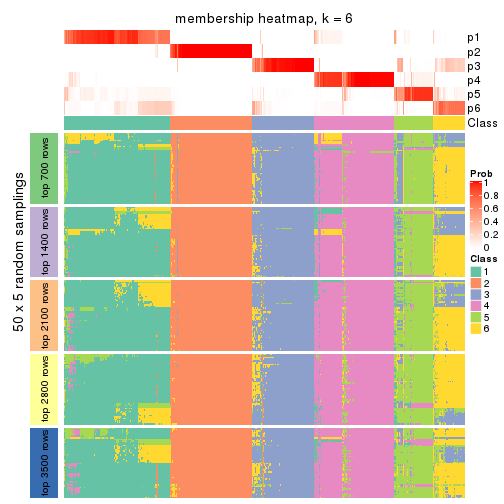 membership heatmap, k = 6
p1
p2
p3
p4
p5
p6
Class
50 x 5 random samplings
top 700 rows
top 1400 rows
top 2100 rows
top 2800 rows
top 3500 rows
Prob
1
0.8
0.6
0.4
0.2
0
Class
1
2
3
4
5
6